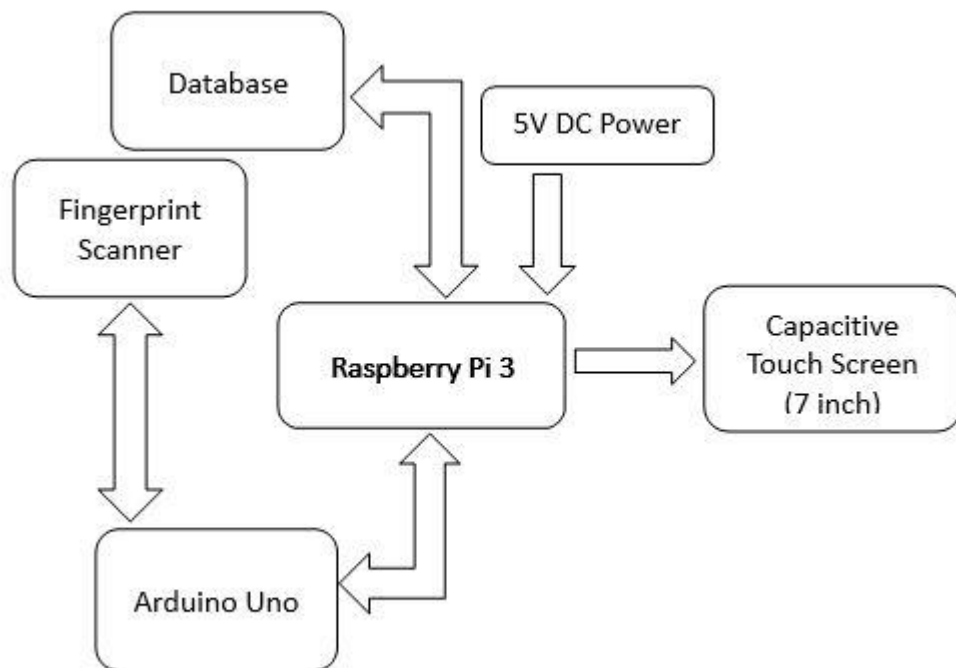 Database
5V DC Power
Fingerprint
Scanner
Raspberry Pi 3
Capacitive
Touch Screen
(7 inch)
Arduino Uno